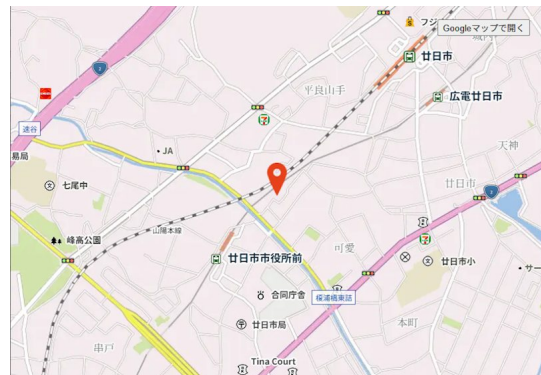 フジ
Googleマップで開く
廿日市
平良山手
広電廿日市
速谷
JA
天神
易局
七尾中
廿日市
峰高公園
山陽本線
可愛
廿日市市役所前
廿日市小
合同庁舎
サー
桜浦橋東詰
廿日市局
本町
串戸
Tina Court